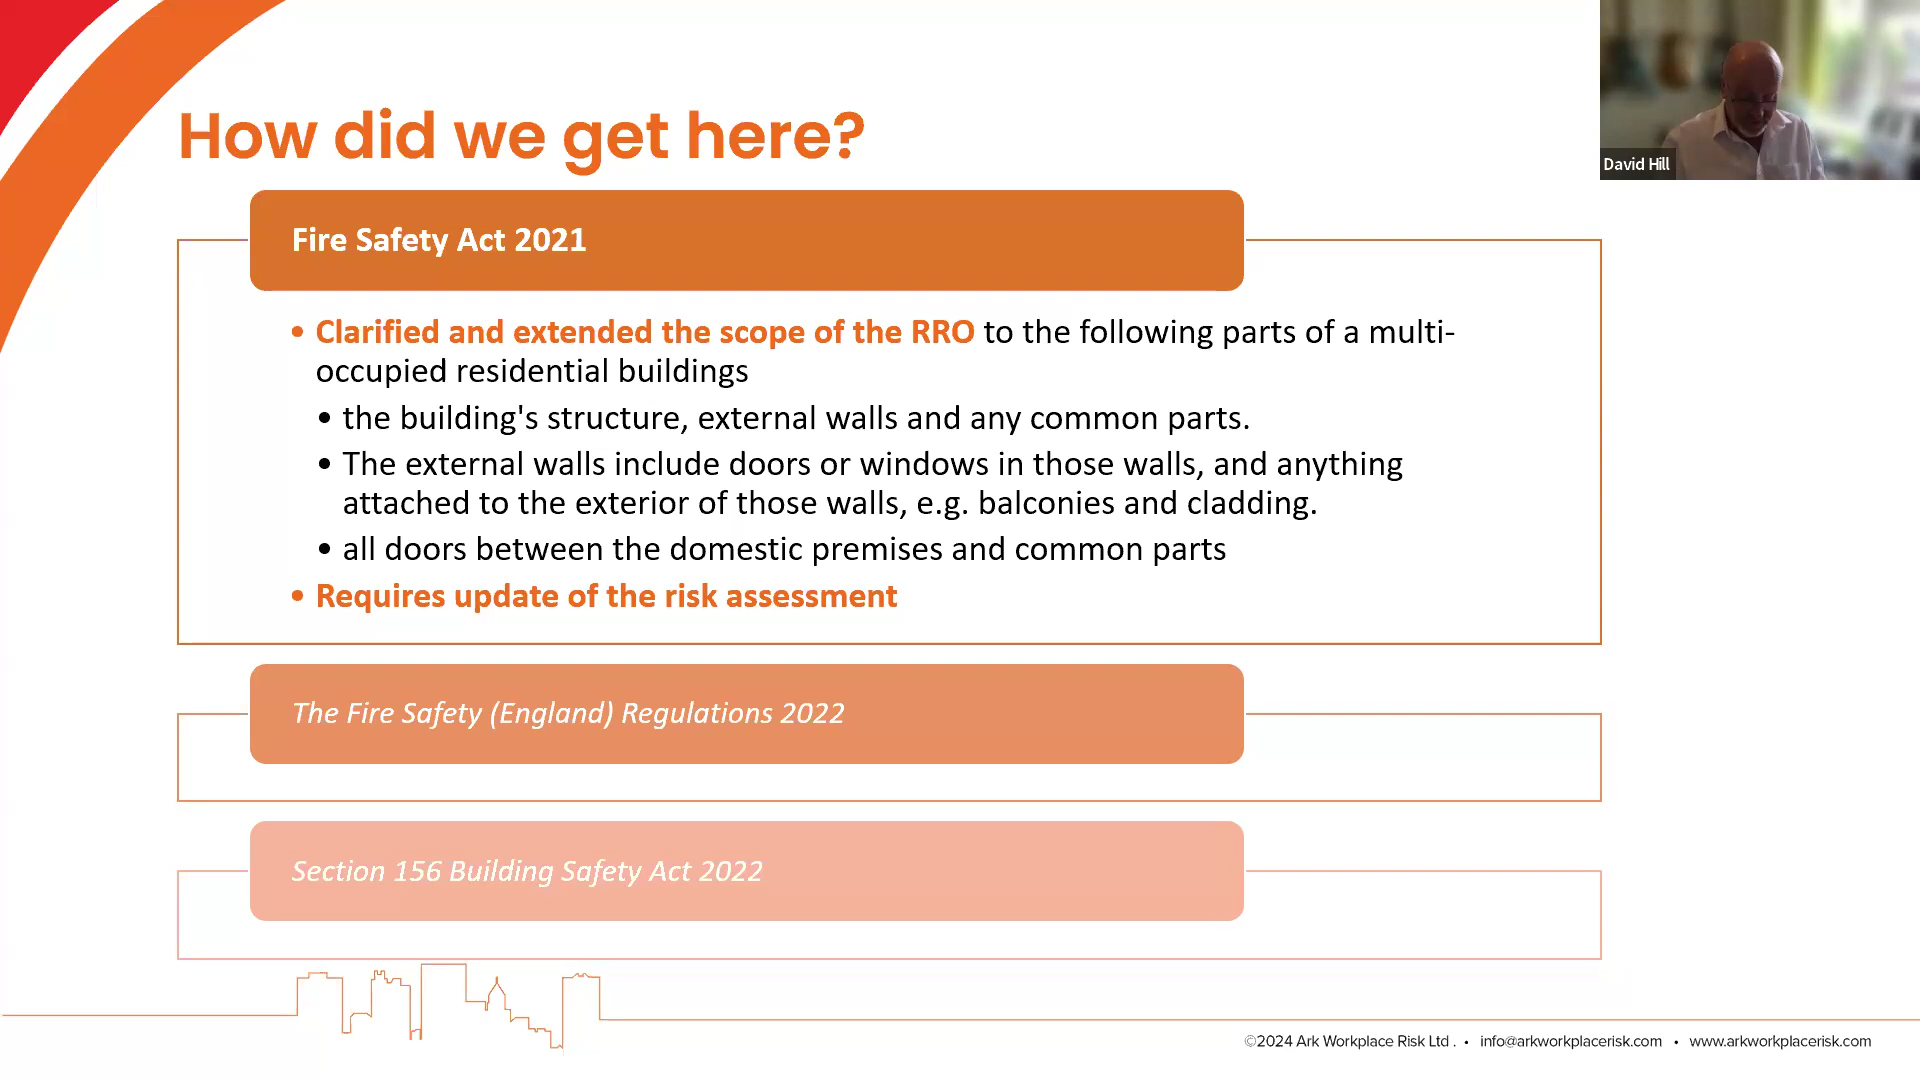 How did we get here?
David Hill
Fire Safety Act 2021
• Clarified and extended the scope of the RRO to the following parts of a multi-
occupied residential buildings
• the building's structure, external walls and any common parts.
• The external walls include doors or windows in those walls, and anything
attached to the exterior of those walls, e.g. balconies and cladding.
• all doors between the domestic premises and common parts
• Requires update of the risk assessment
The Fire Safety (England) Regulations 2022
Section 156 Building Safety Act 2022
©2024 Ark Workplace Risk Ltd . • info@arkworkplacerisk.com • www.arkworkplacerisk.com